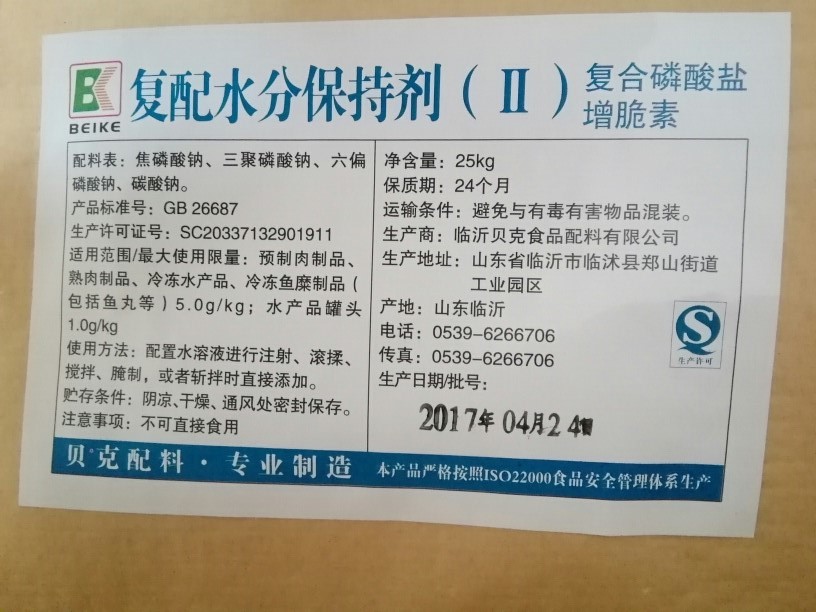 BEIKE
复配水分保持剂（Ⅱ）
复合磷酸盐
增脆素
配料表：焦磷酸钠、三聚磷酸钠、六偏
磷酸钠、碳酸钠。
产品标准号：GB 26687
生产许可证号：SC20337132901911
适用范围/最大使用限量：预制肉制品、
熟肉制品、冷冻水产品、冷冻鱼糜制品（
包括鱼丸等）5.0g/kg；水产品罐头
1.0g/kg
使用方法：配置水溶液进行注射、滚揉、
搅拌、腌制，或者斩拌时直接添加。
贮存条件：阴凉、干燥、通风处密封保存。
注意事项：不可直接食用
净含量：25kg
保质期：24个月
运输条件：避免与有毒有害物品混装。
生产商：临沂贝克食品配料有限公司
生产地址：山东省临沂市临沭县郑山街道
工业园区
产地：山东临沂
电话：0539-6266706
传真：0539-6266706
生产日期/批号：
2017年04月24日
生产许可
贝克配料·专业制造
本产品严格按照ISO22000食品安全管理体系生产